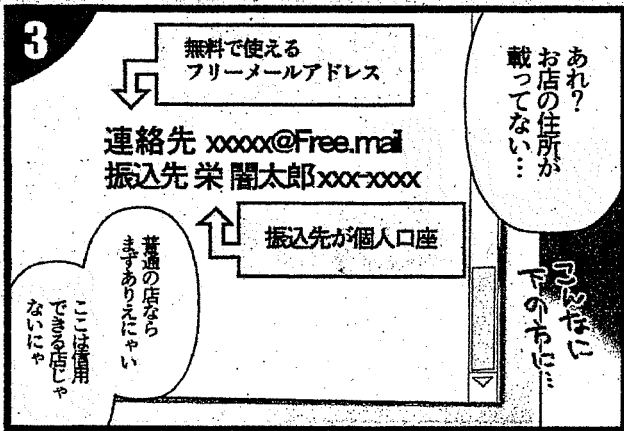 3
あれ?
お店の住所が
載ってない…
無料で使える
フリーメールアドレス
連絡先 xxxxx@Free.mail
振込先 栄 闇太郎xxx-xxxx
振込先が個人口座
こんなに
下の方に…
普通の店なら
まずありえにゃい
ここは信用
できる店じゃ
ないにゃ